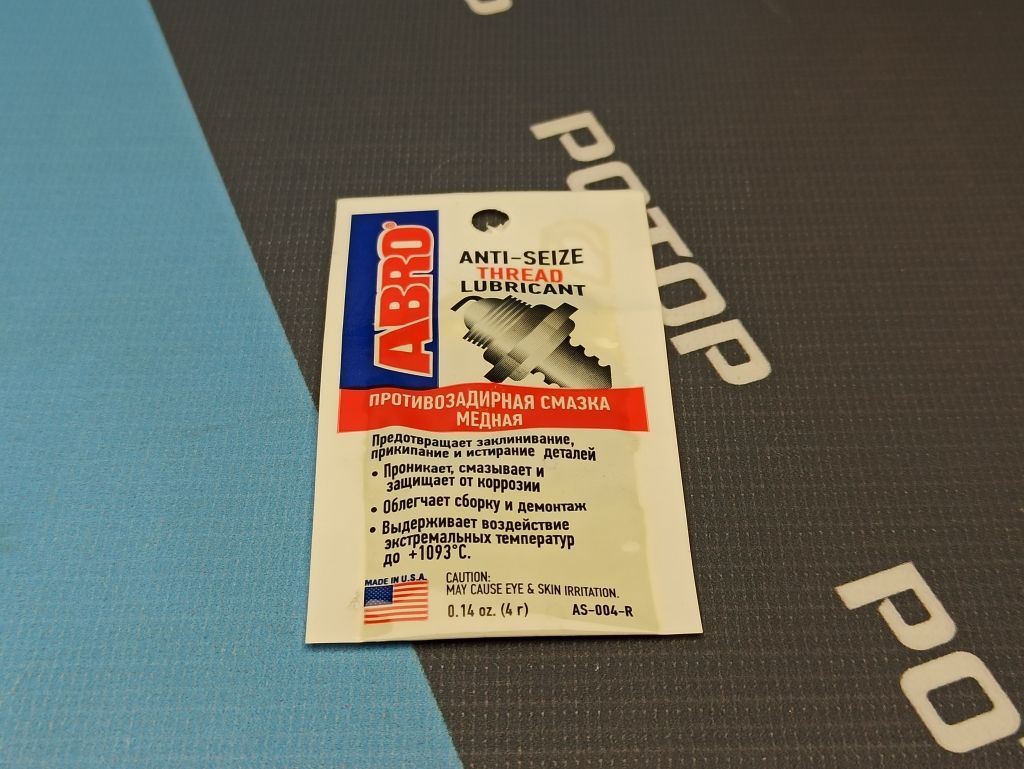 РОТОР
ABRO®
ANTI-SEIZE
THREAD
LUBRICANT
ПРОТИВОЗАДИРНАЯ СМАЗКА
МЕДНАЯ
Предотвращает заклинивание,
прикипание и истирание деталей
• Проникает, смазывает и
защищает от коррозии
• Облегчает сборку и демонтаж
• Выдерживает воздействие
экстремальных температур
до +1093°C.
MADE IN U.S.A.
CAUTION:
MAY CAUSE EYE & SKIN IRRITATION.
0.14 oz. (4 г) AS-004-R
РО